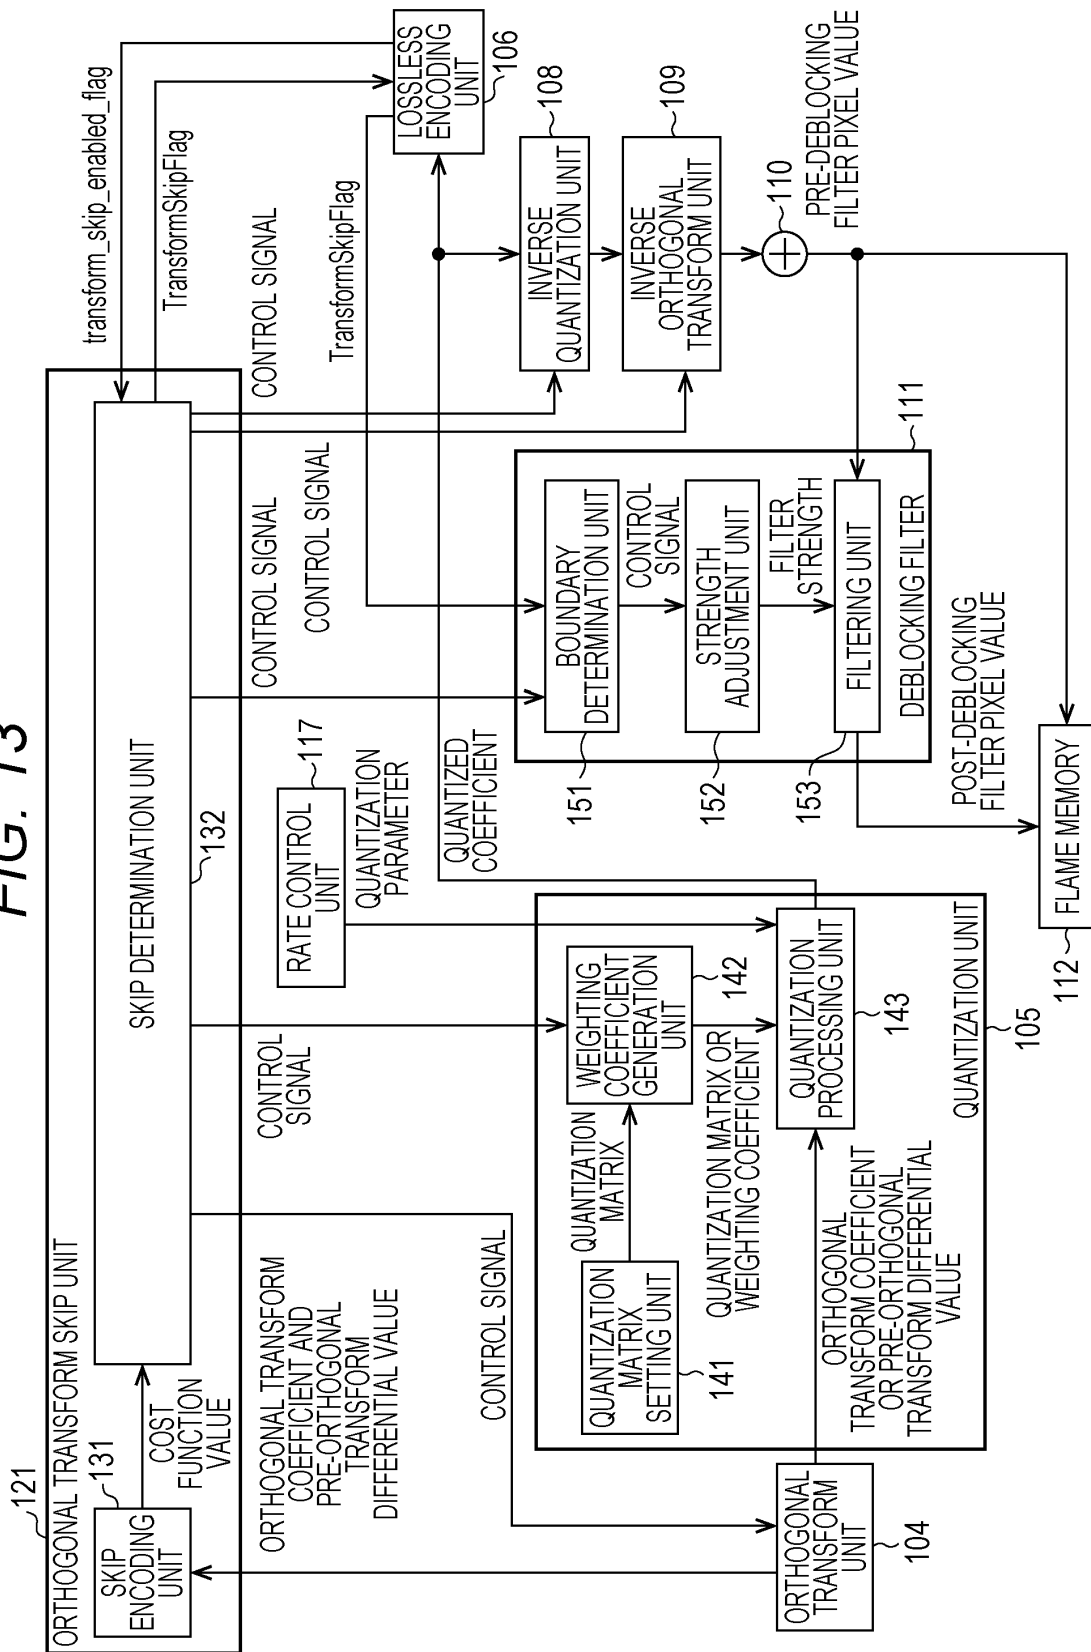 FIG. 13
121
ORTHOGONAL TRANSFORM SKIP UNIT
SKIP
ENCODING
UNIT
131
COST
FUNCTION
VALUE
SKIP DETERMINATION UNIT
132
transform_skip_enabled_flag
TransformSkipFlag
LOSSLESS
ENCODING
UNIT
106
ORTHOGONAL TRANSFORM
COEFFICIENT AND
PRE-ORTHOGONAL
TRANSFORM
DIFFERENTIAL VALUE
CONTROL SIGNAL
CONTROL
SIGNAL
RATE CONTROL
UNIT
117
QUANTIZATION
PARAMETER
QUANTIZED
COEFFICIENT
CONTROL SIGNAL
CONTROL SIGNAL
CONTROL SIGNAL
TransformSkipFlag
INVERSE
QUANTIZATION UNIT
108
INVERSE
ORTHOGONAL
TRANSFORM UNIT
109
110
PRE-DEBLOCKING
FILTER PIXEL VALUE
QUANTIZATION
MATRIX
SETTING UNIT
141
QUANTIZATION
MATRIX
WEIGHTING
COEFFICIENT
GENERATION
UNIT
142
QUANTIZATION MATRIX OR
WEIGHTING COEFFICIENT
QUANTIZATION
PROCESSING UNIT
143
ORTHOGONAL
TRANSFORM COEFFICIENT
OR PRE-ORTHOGONAL
TRANSFORM DIFFERENTIAL
VALUE
QUANTIZATION UNIT
105
ORTHOGONAL
TRANSFORM
UNIT
104
BOUNDARY
DETERMINATION UNIT
151
CONTROL
SIGNAL
STRENGTH
ADJUSTMENT UNIT
152
FILTER
STRENGTH
FILTERING UNIT
153
DEBLOCKING FILTER
111
POST-DEBLOCKING
FILTER PIXEL VALUE
FLAME MEMORY
112